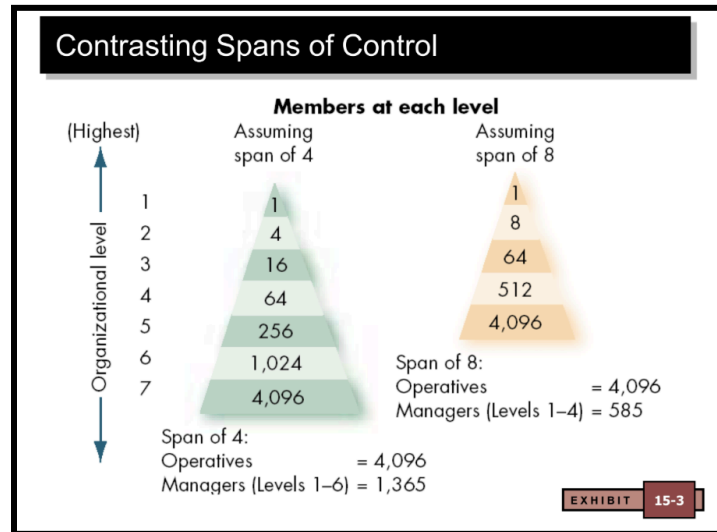 Contrasting Spans of Control
Members at each level
(Highest)
Assuming
span of 4
Assuming
span of 8
Organizational level
1
2
3
4
5
6
7
1
4
16
64
256
1,024
4,096
1
8
64
512
4,096
Span of 8:
Operatives = 4,096
Managers (Levels 1–4) = 585
Span of 4:
Operatives = 4,096
Managers (Levels 1–6) = 1,365
EXHIBIT 15-3